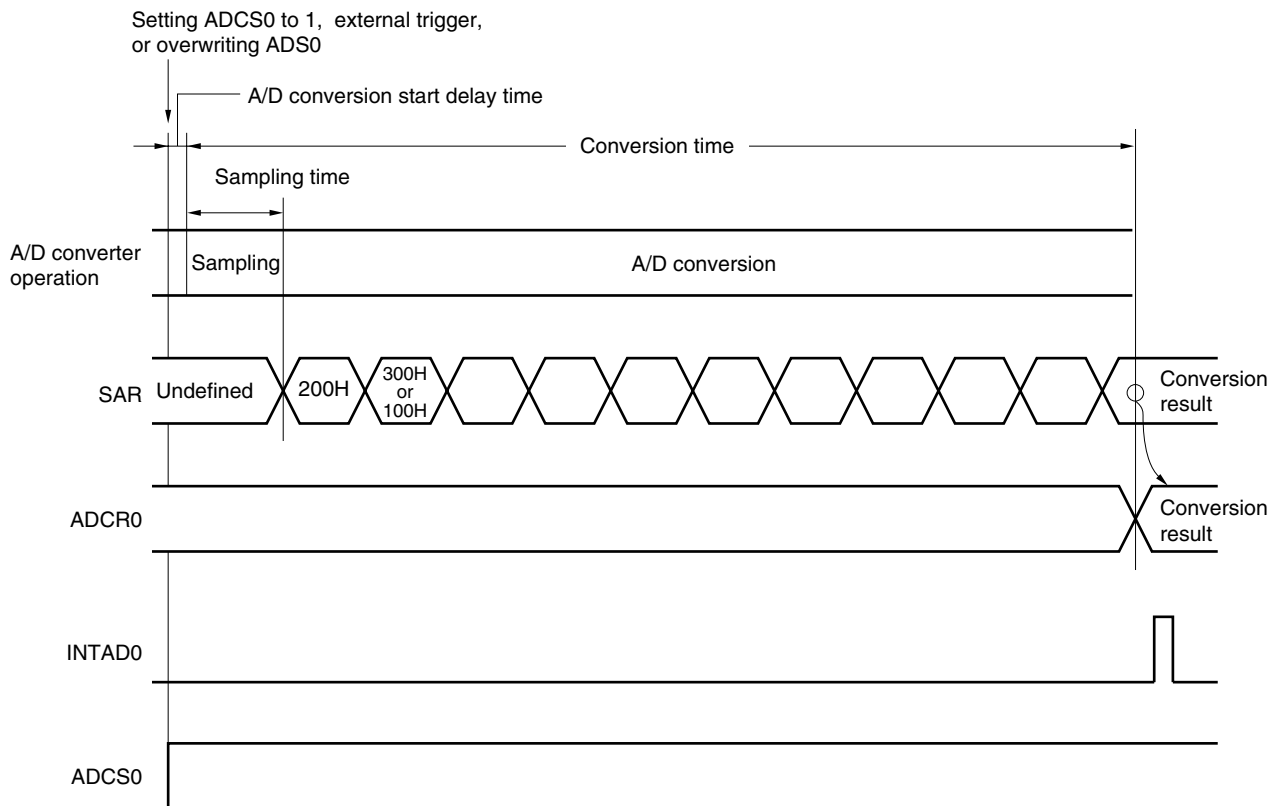 Setting ADCS0 to 1, external trigger,
or overwriting ADS0
A/D conversion start delay time
Conversion time
Sampling time
A/D converter
operation
Sampling
A/D conversion
SAR
Undefined
200H
300H
or
100H
Conversion
result
ADCR0
Conversion
result
INTAD0
ADCS0